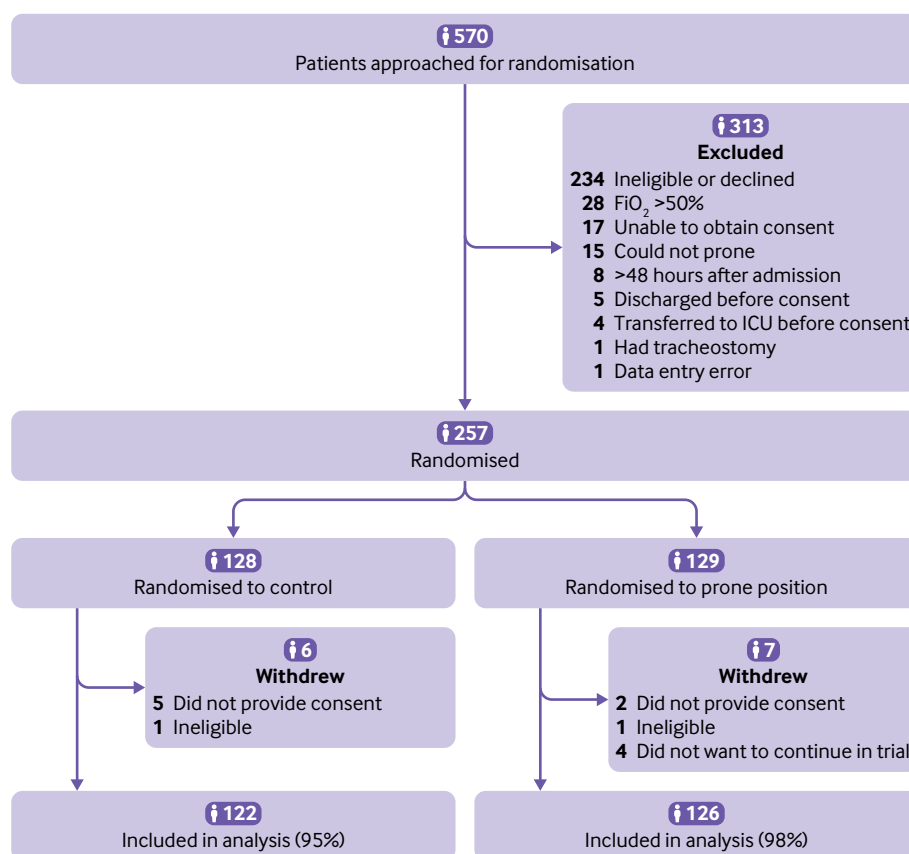 570
Patients approached for randomisation
313
Excluded
234 Ineligible or declined
28 FiO₂ >50%
17 Unable to obtain consent
15 Could not prone
8 >48 hours after admission
5 Discharged before consent
4 Transferred to ICU before consent
1 Had tracheostomy
1 Data entry error
257
Randomised
128
Randomised to control
129
Randomised to prone position
6
Withdrew
5 Did not provide consent
1 Ineligible
7
Withdrew
2 Did not provide consent
1 Ineligible
4 Did not want to continue in trial
122
Included in analysis (95%)
126
Included in analysis (98%)